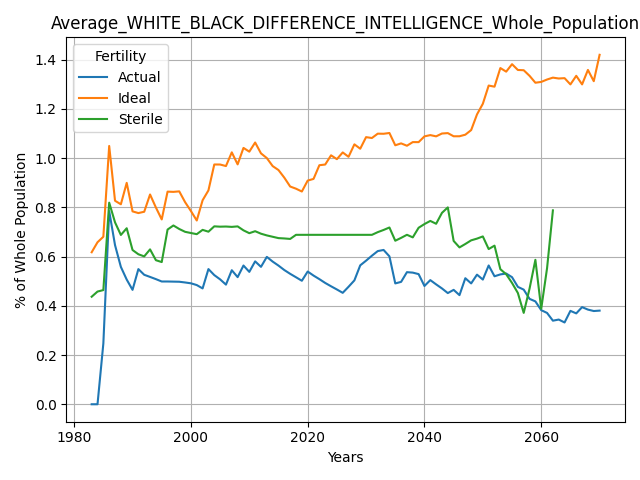 Average_WHITE_BLACK_DIFFERENCE_INTELLIGENCE_Whole_Population
Fertility
Actual
Ideal
Sterile
% of Whole Population
1.4
1.2
1.0
0.8
0.6
0.4
0.2
0.0
1980
2000
2020
2040
2060
Years